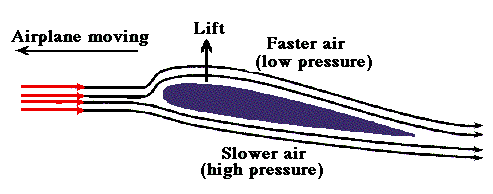 Airplane moving
Lift
Faster air
(low pressure)
Slower air
(high pressure)